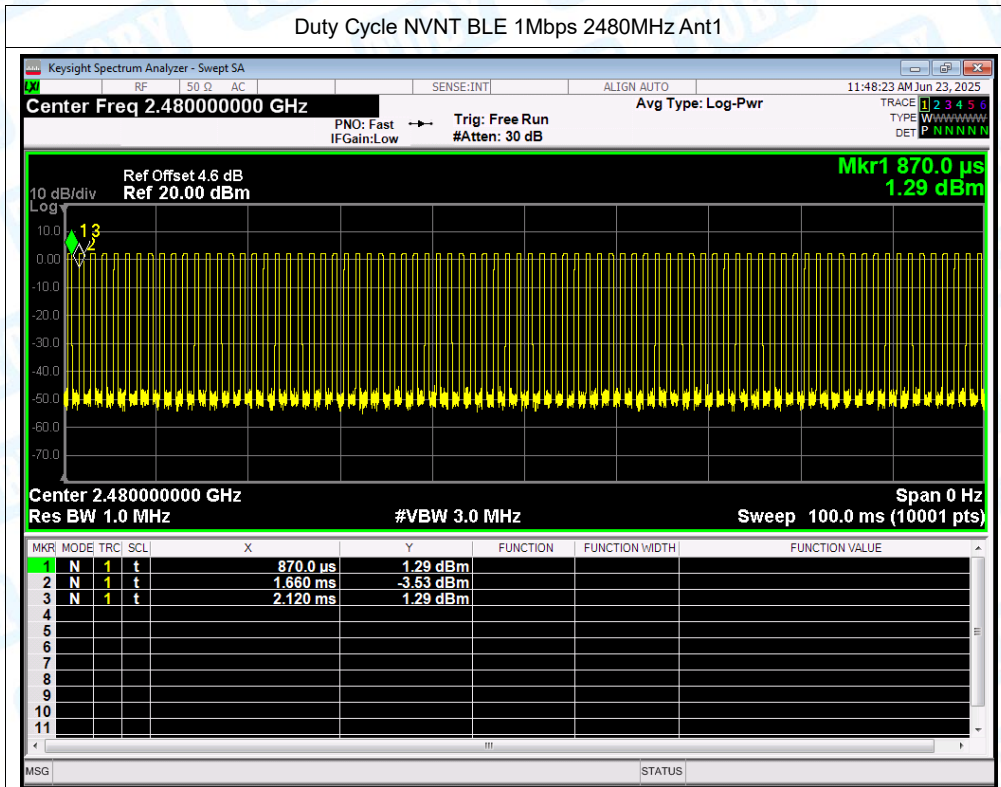 Duty Cycle NVNT BLE 1Mbps 2480MHz Ant1
Keysight Spectrum Analyzer - Swept SA
LXI RF 50 Ω AC SENSE:INT ALIGN AUTO 11:48:23 AM Jun 23, 2025
Center Freq 2.480000000 GHz Avg Type: Log-Pwr TRACE 1 2 3 4 5 6
PNO: Fast Trig: Free Run TYPE WWWWWW
IFGain:Low #Atten: 30 dB DET P N N N N N
Mkr1 870.0 µs
Ref Offset 4.6 dB
10 dB/div Ref 20.00 dBm 1.29 dBm
Log
10.0
0.00
-10.0
-20.0
-30.0
-40.0
-50.0
-60.0
-70.0
1 3
2
Center 2.480000000 GHz Span 0 Hz
Res BW 1.0 MHz #VBW 3.0 MHz Sweep 100.0 ms (10001 pts)
MKR MODE TRC SCL X Y FUNCTION FUNCTION WIDTH FUNCTION VALUE
1 N 1 t 870.0 µs 1.29 dBm
2 N 1 t 1.660 ms -3.53 dBm
3 N 1 t 2.120 ms 1.29 dBm
4
5
6
7
8
9
10
11
MSG STATUS